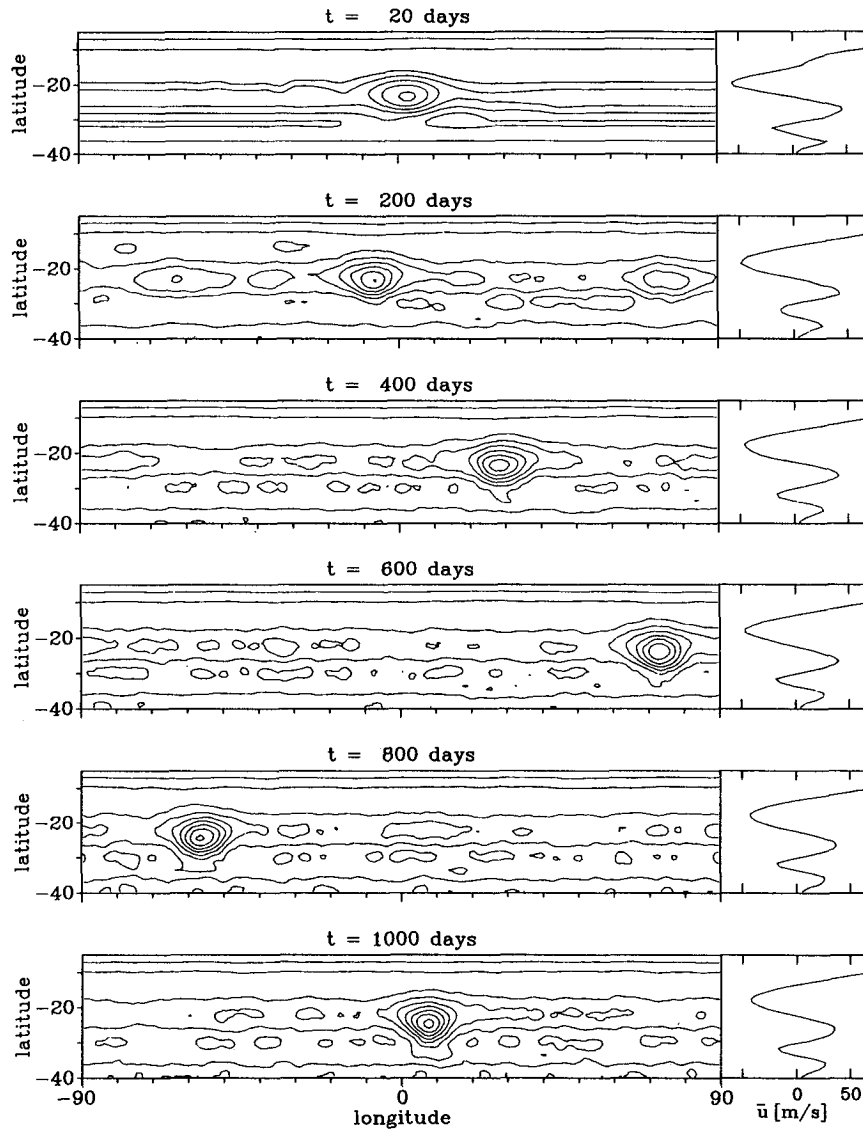 t = 20 days
latitude
−20
−40
t = 200 days
latitude
−20
−40
t = 400 days
latitude
−20
−40
t = 600 days
latitude
−20
−40
t = 800 days
latitude
−20
−40
t = 1000 days
latitude
−20
−40
−90 0 90 0 50
longitude
ū [m/s]